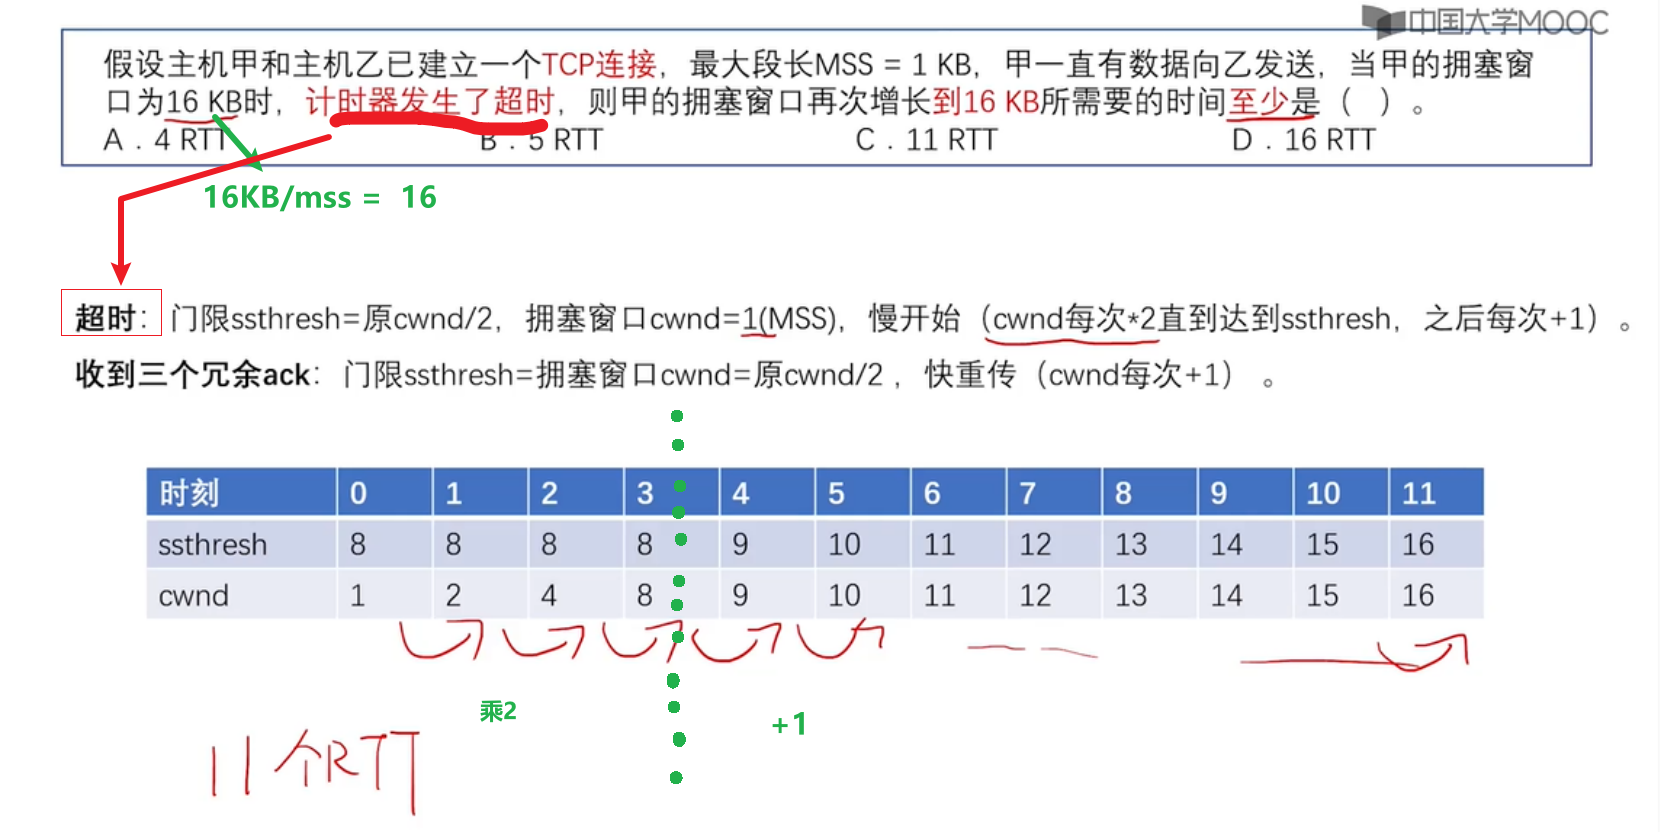 中国大学MOOC
假设主机甲和主机乙已建立一个TCP连接，最大段长MSS = 1 KB，甲一直有数据向乙发送，当甲的拥塞窗
口为16 KB时，计时器发生了超时，则甲的拥塞窗口再次增长到16 KB所需要的时间至少是（ ）。
A．4 RTT B．5 RTT C．11 RTT D．16 RTT
16KB/mss = 16
超时：门限ssthresh=原cwnd/2，拥塞窗口cwnd=1(MSS)，慢开始（cwnd每次*2直到达到ssthresh，之后每次+1）。
收到三个冗余ack：门限ssthresh=拥塞窗口cwnd=原cwnd/2，快重传（cwnd每次+1）。
时刻 0 1 2 3 4 5 6 7 8 9 10 11
ssthresh 8 8 8 8 9 10 11 12 13 14 15 16
cwnd 1 2 4 8 9 10 11 12 13 14 15 16
乘2 +1
11个RTT